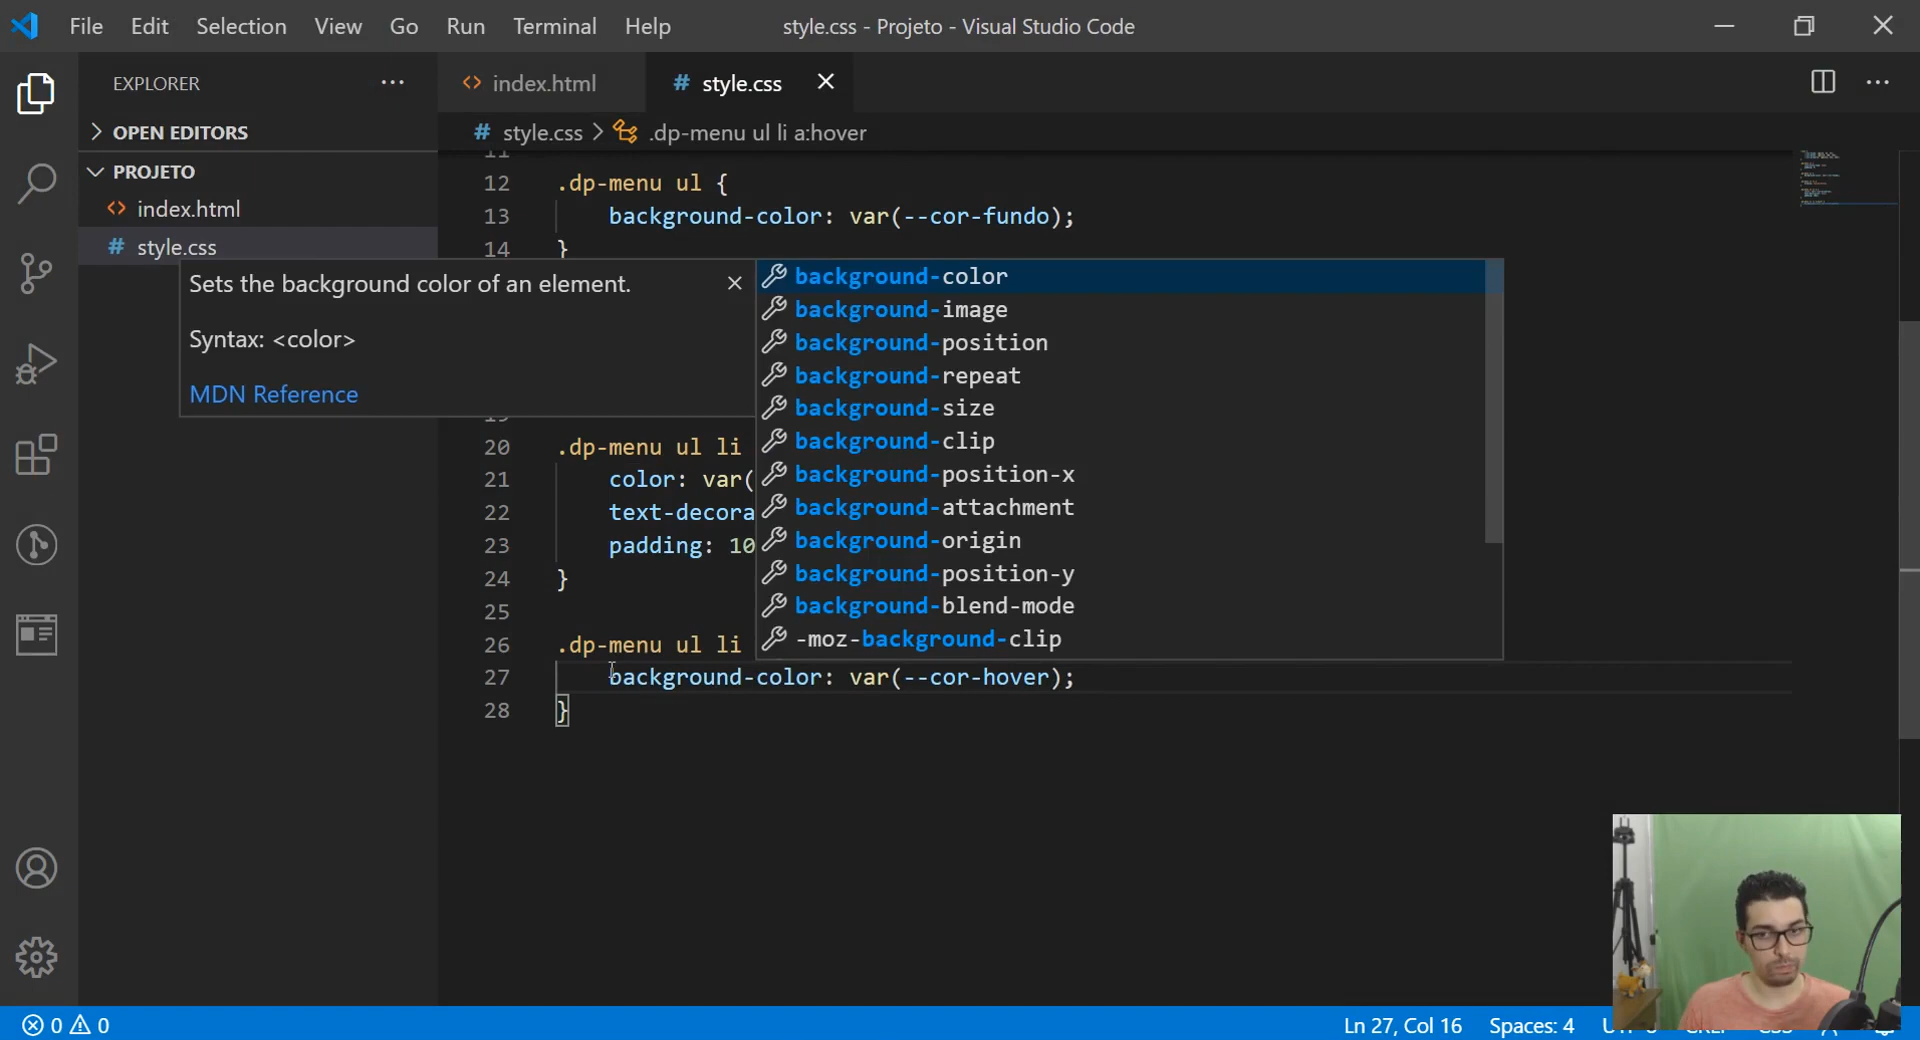 File Edit Selection View Go Run Terminal Help
style.css - Projeto - Visual Studio Code
EXPLORER
OPEN EDITORS
PROJETO
<> index.html
# style.css
<> index.html
# style.css
# style.css > .dp-menu ul li a:hover
11
12 .dp-menu ul {
13 background-color: var(--cor-fundo);
14 }
Sets the background color of an element.
Syntax: <color>
MDN Reference
background-color
background-image
background-position
background-repeat
background-size
background-clip
background-position-x
background-attachment
background-origin
background-position-y
background-blend-mode
-moz-background-clip
19
20 .dp-menu ul li
21 color: var(
22 text-decora
23 padding: 10
24 }
25
26 .dp-menu ul li
27 background-color: var(--cor-hover);
28 }
0 0
Ln 27, Col 16 Spaces: 4